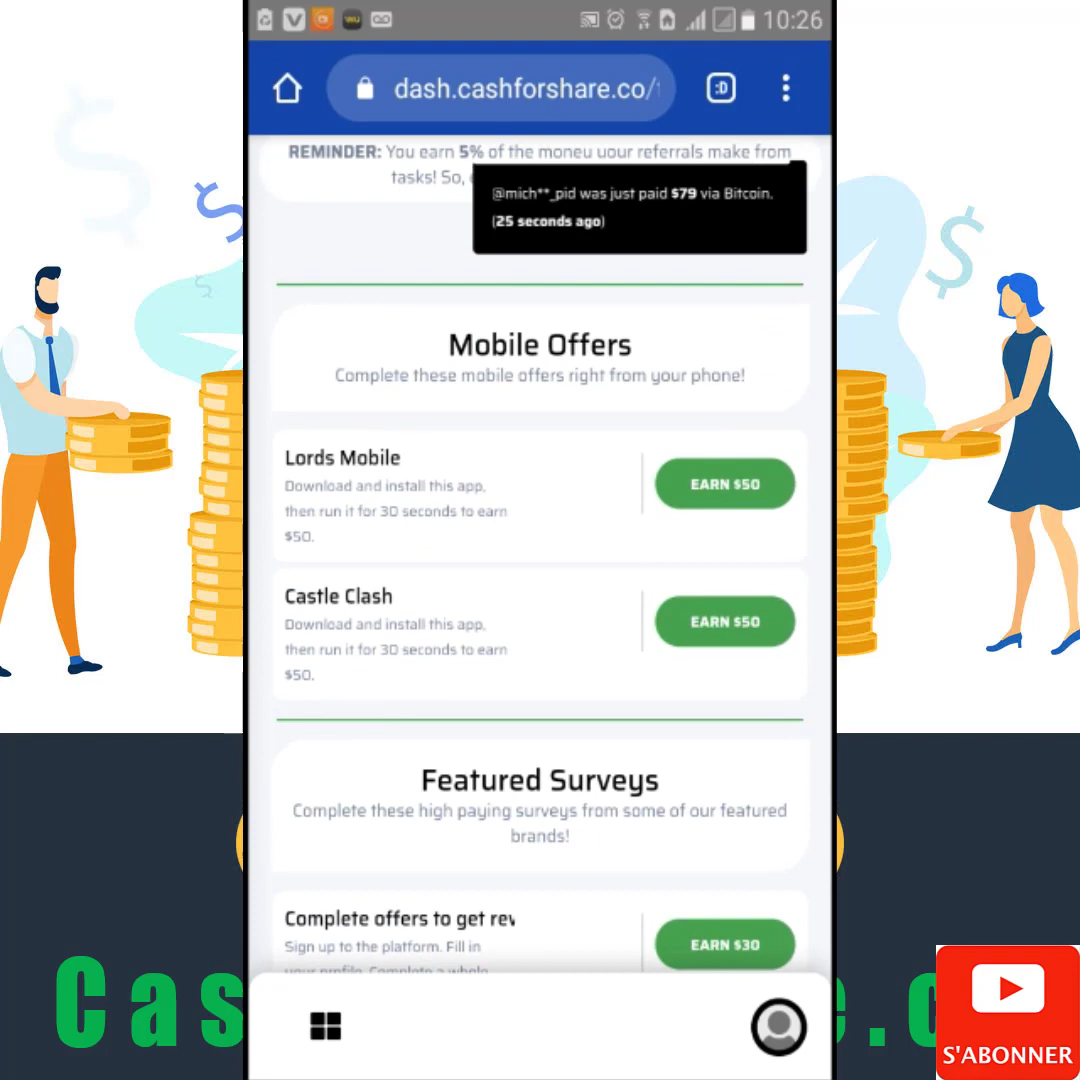 10:26
dash.cashforshare.co/
:D
REMINDER: You earn 5% of the moneu uour referrals make from
tasks! So,
@mich**_pid was just paid $79 via Bitcoin.
(25 seconds ago)
Mobile Offers
Complete these mobile offers right from your phone!
Lords Mobile
Download and install this app,
then run it for 30 seconds to earn
$50.
EARN $50
Castle Clash
Download and install this app,
then run it for 30 seconds to earn
$50.
EARN $50
Featured Surveys
Complete these high paying surveys from some of our featured
brands!
Complete offers to get rev
Sign up to the platform. Fill in
your profile. Complete a whole
EARN $30
Cas
S'ABONNER